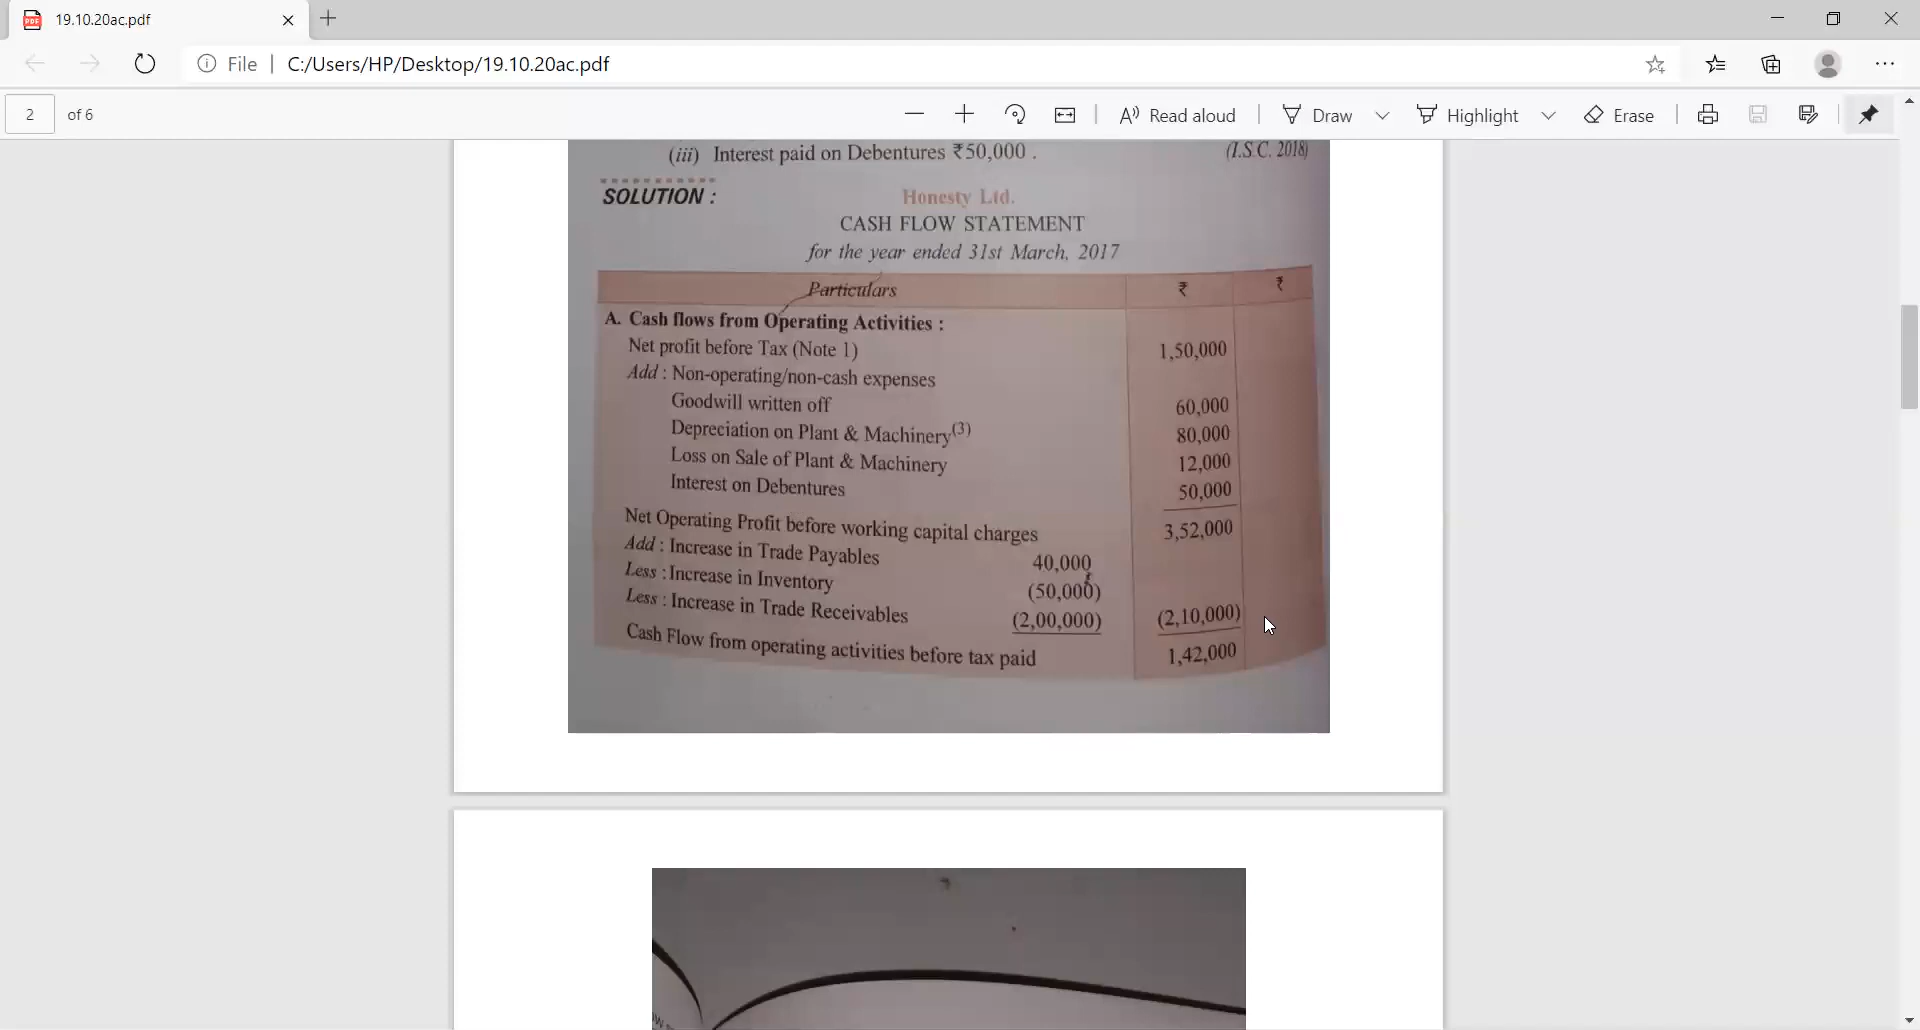 19.10.20ac.pdf
File | C:/Users/HP/Desktop/19.10.20ac.pdf
2 of 6
Read aloud
Draw
Highlight
Erase
(iii) Interest paid on Debentures ₹50,000 . (I.S.C. 2018)
SOLUTION : Honesty Ltd.
CASH FLOW STATEMENT
for the year ended 31st March, 2017
Particulars ₹ ₹
A. Cash flows from Operating Activities :
Net profit before Tax (Note 1) 1,50,000
Add : Non-operating/non-cash expenses
Goodwill written off 60,000
Depreciation on Plant & Machinery(3) 80,000
Loss on Sale of Plant & Machinery 12,000
Interest on Debentures 50,000
Net Operating Profit before working capital charges 3,52,000
Add : Increase in Trade Payables 40,000
Less : Increase in Inventory (50,000)
Less : Increase in Trade Receivables (2,00,000) (2,10,000)
Cash Flow from operating activities before tax paid 1,42,000